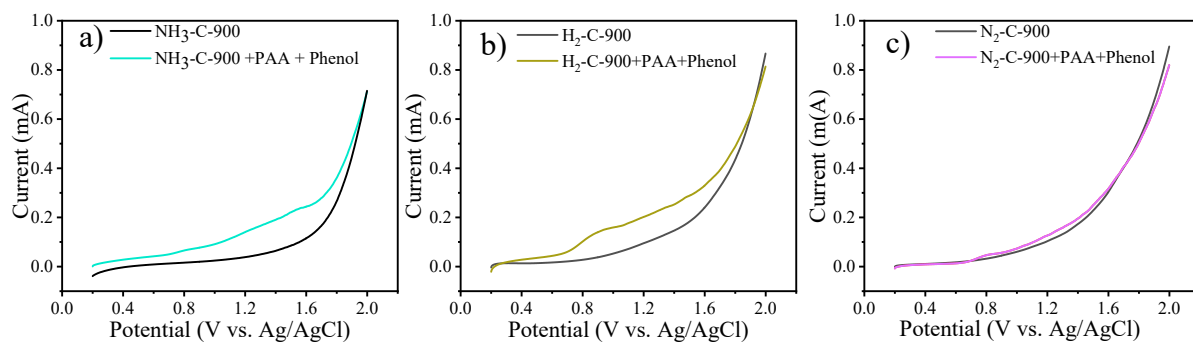 a)
NH3-C-900
NH3-C-900 +PAA + Phenol
Current (mA)
1.0
0.8
0.6
0.4
0.2
0.0
0.0 0.4 0.8 1.2 1.6 2.0
Potential (V vs. Ag/AgCl)
b)
H2-C-900
H2-C-900+PAA+Phenol
Current (mA)
1.0
0.8
0.6
0.4
0.2
0.0
0.0 0.4 0.8 1.2 1.6 2.0
Potential (V vs. Ag/AgCl)
c)
N2-C-900
N2-C-900+PAA+Phenol
Current (m(A)
1.0
0.8
0.6
0.4
0.2
0.0
0.0 0.4 0.8 1.2 1.6 2.0
Potential (V vs. Ag/AgCl)